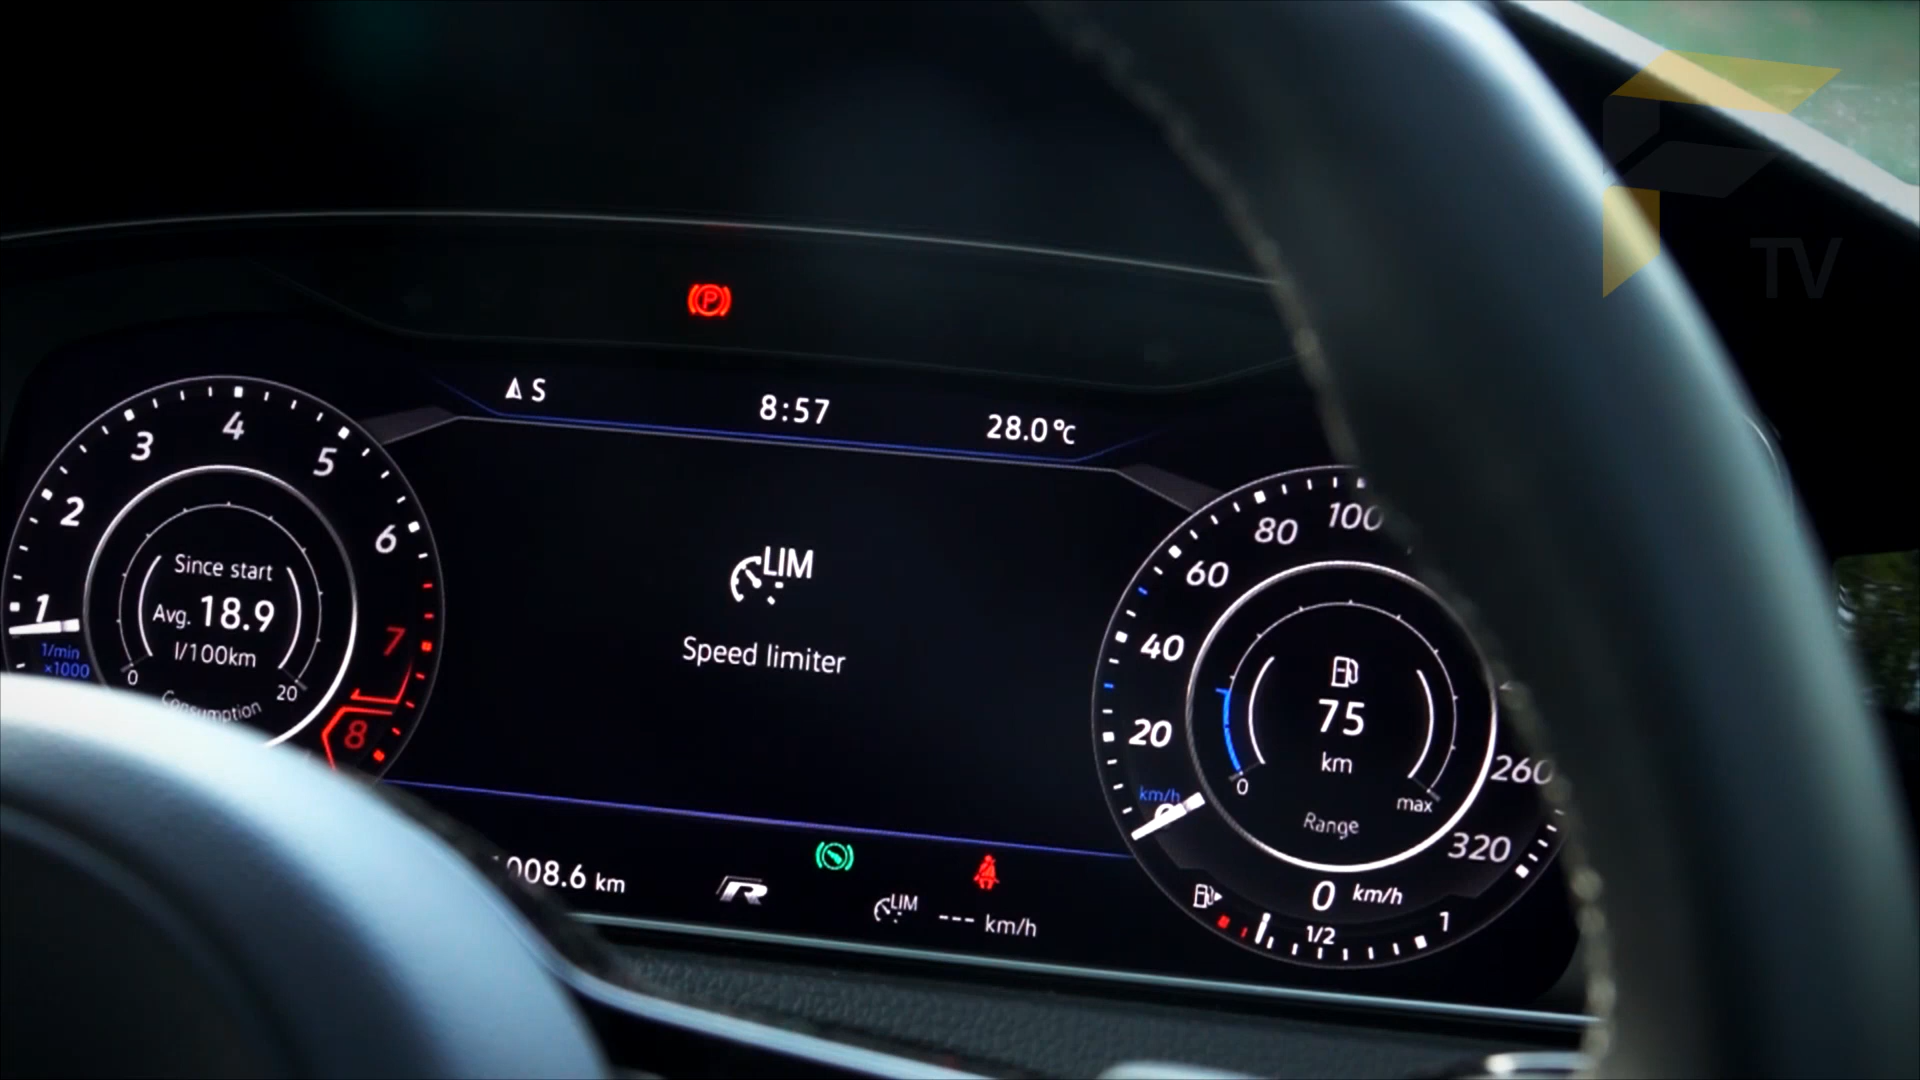 TV
S
8:57
28.0°C
1
2
3
4
5
6
7
8
1/min
×1000
Since start
Avg. 18.9
l/100km
0
20
Consumption
LIM
Speed limiter
0
20
40
60
80
100
260
320
km/h
75
km
0
max
Range
0 km/h
1/2
1
008.6 km
R
LIM --- km/h